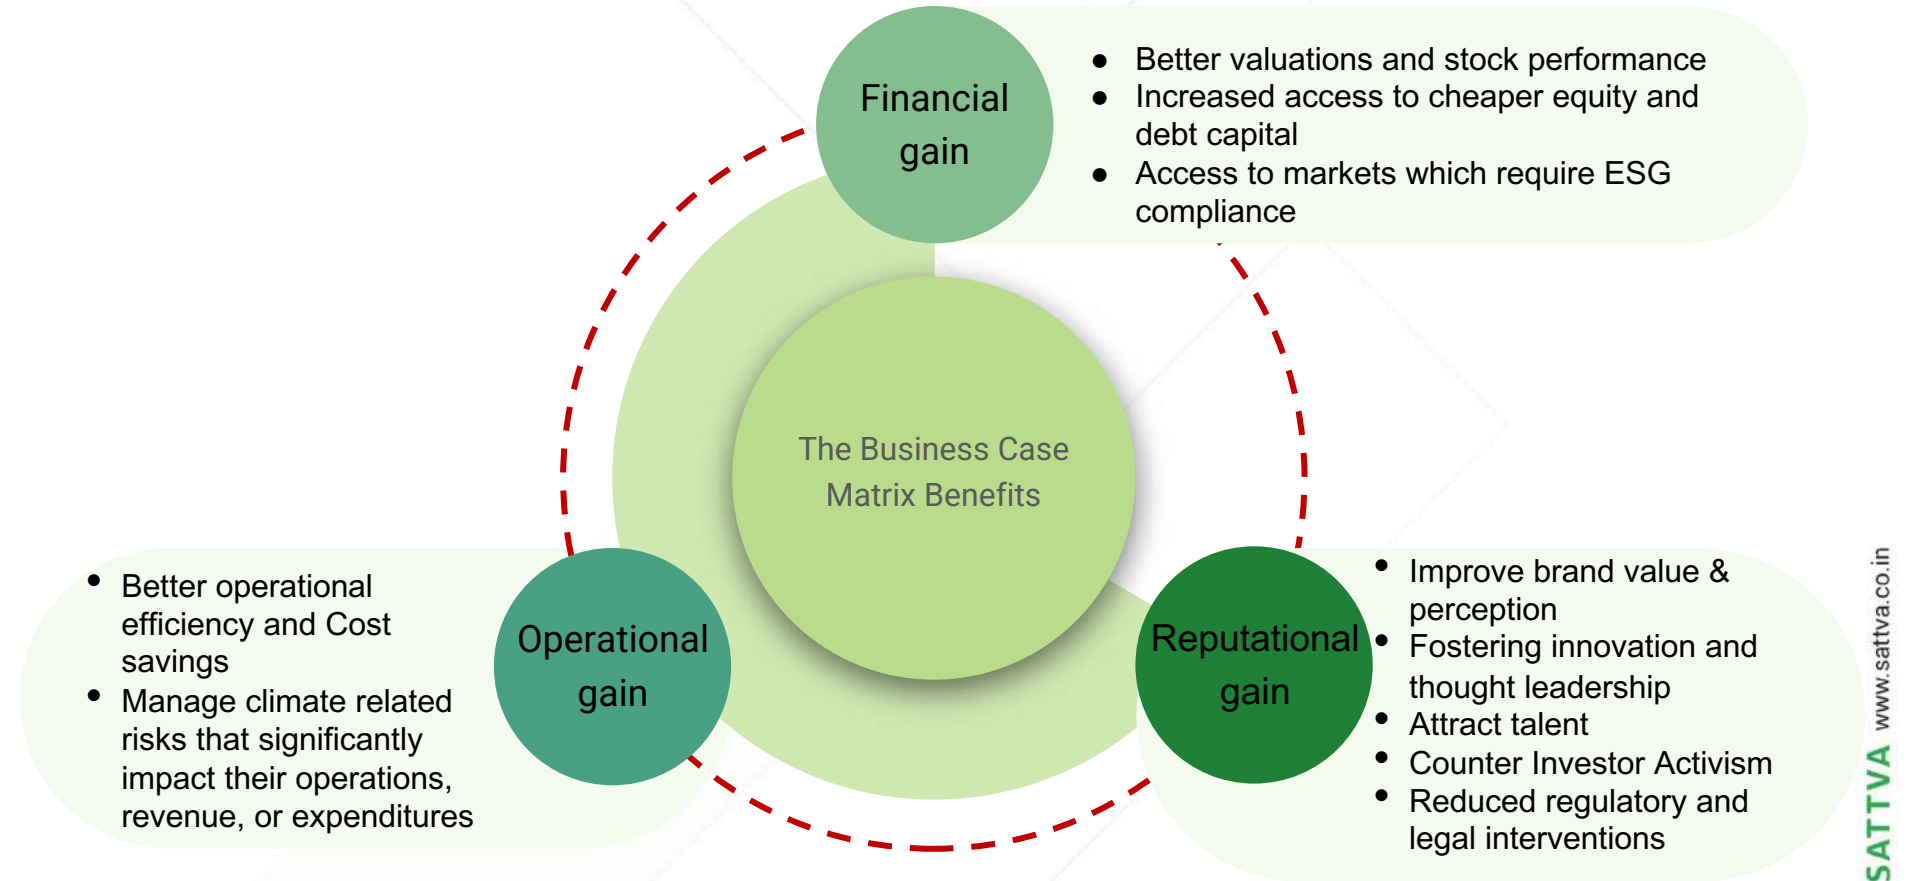 Financial
gain
● Better valuations and stock performance
● Increased access to cheaper equity and
debt capital
● Access to markets which require ESG
compliance
The Business Case
Matrix Benefits
Operational
gain
• Better operational
efficiency and Cost
savings
• Manage climate related
risks that significantly
impact their operations,
revenue, or expenditures
Reputational
gain
• Improve brand value &
perception
• Fostering innovation and
thought leadership
• Attract talent
• Counter Investor Activism
• Reduced regulatory and
legal interventions
SATTVA www.sattva.co.in